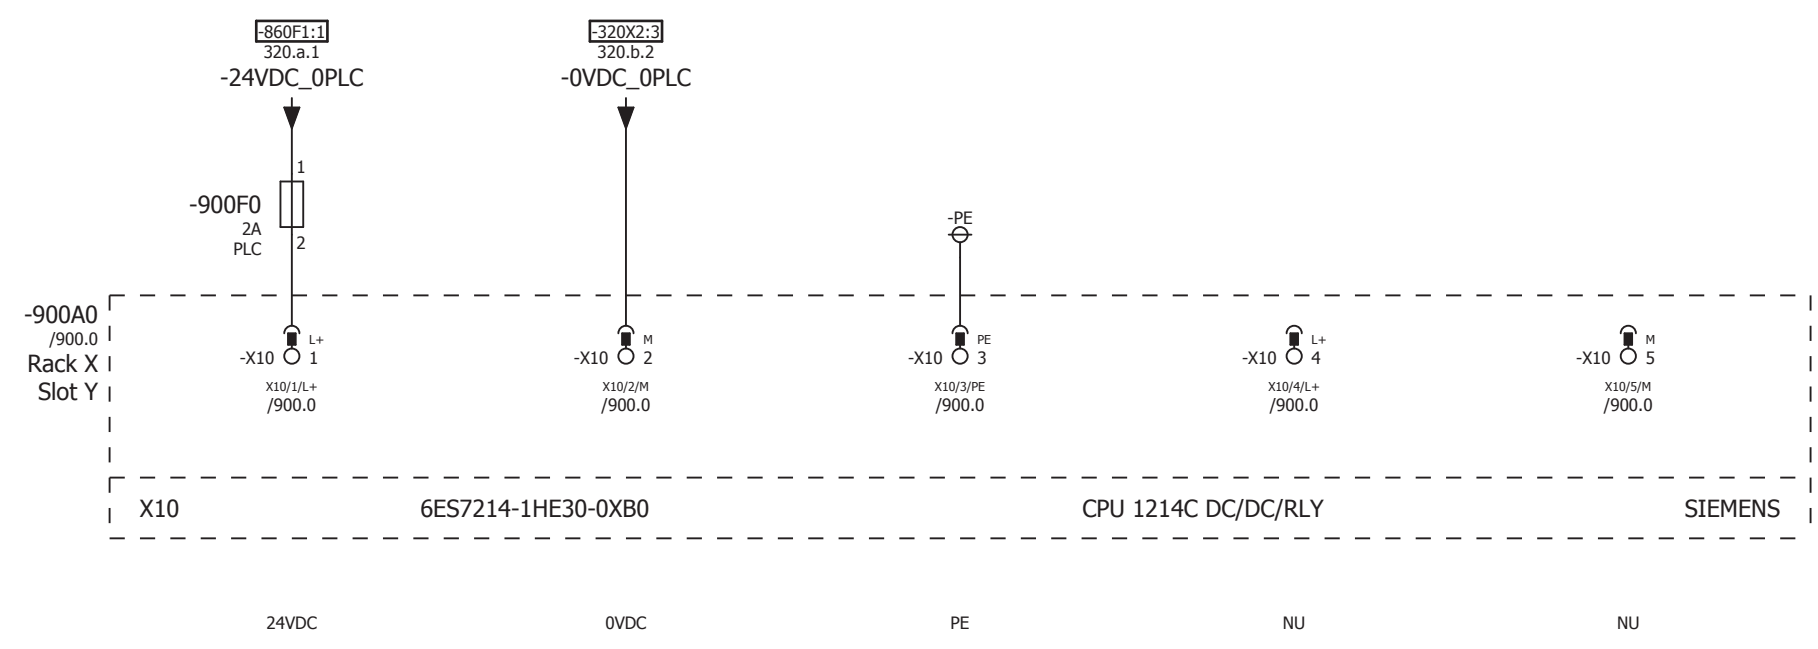 -860F1:1
320.a.1
-24VDC_0PLC
-320X2:3
320.b.2
-0VDC_0PLC
1
-900F0
2A
PLC
2
-PE
-900A0
/900.0
Rack X
Slot Y
L+
-X10 1
X10/1/L+
/900.0
M
-X10 2
X10/2/M
/900.0
PE
-X10 3
X10/3/PE
/900.0
L+
-X10 4
X10/4/L+
/900.0
M
-X10 5
X10/5/M
/900.0
X10 6ES7214-1HE30-0XB0 CPU 1214C DC/DC/RLY SIEMENS
24VDC 0VDC PE NU NU